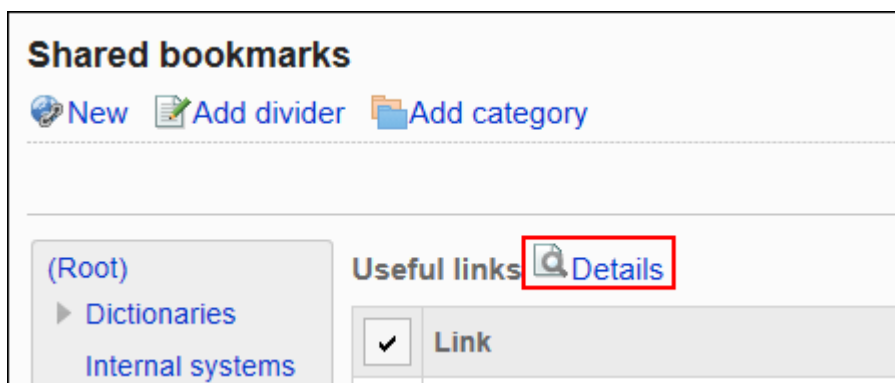 Shared bookmarks
New Add divider Add category
(Root)
Dictionaries
Internal systems
Useful links Details
Link